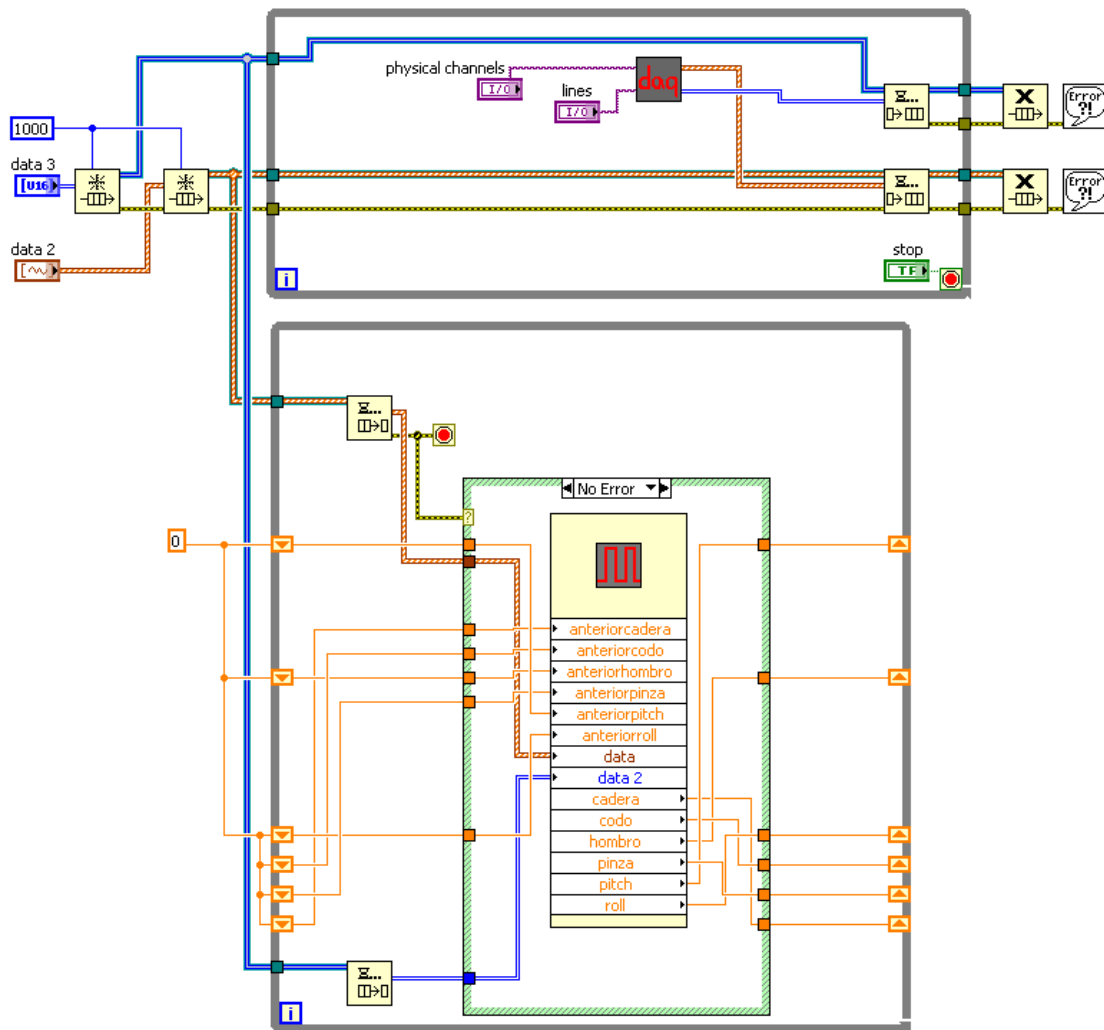 physical channels
daq
I/O
lines
I/O
Error
?!
1000
data 3
[U16
Error
?!
data 2
stop
TF
i
No Error
?
0
anteriorcadera
anteriorcodo
anteriorhombro
anteriorpinza
anteriorpitch
anteriorroll
data
data 2
cadera
codo
hombro
pinza
pitch
roll
i